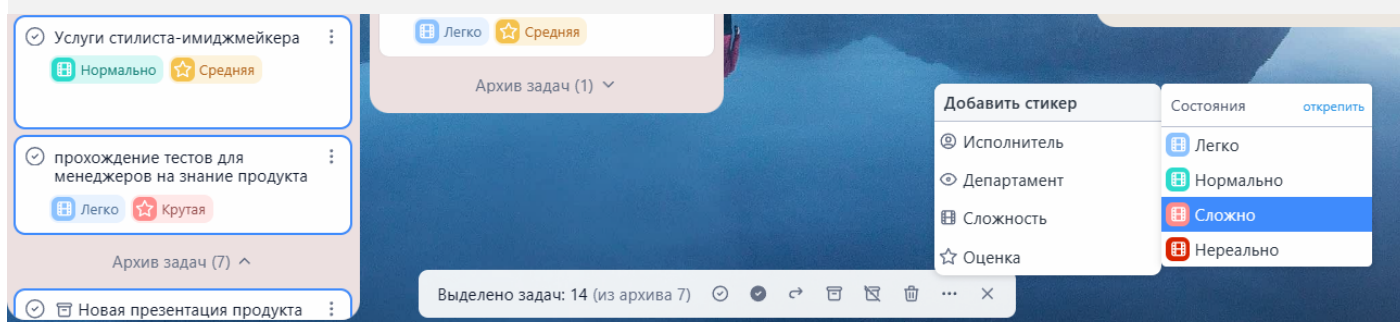 Услуги стилиста-имиджмейкера
Нормально Средняя
прохождение тестов для
менеджеров на знание продукта
Легко Крутая
Архив задач (7)
Новая презентация продукта
Легко Средняя
Архив задач (1)
Выделено задач: 14 (из архива 7)
Добавить стикер
Исполнитель
Департамент
Сложность
Оценка
Состояния открепить
Легко
Нормально
Сложно
Нереально